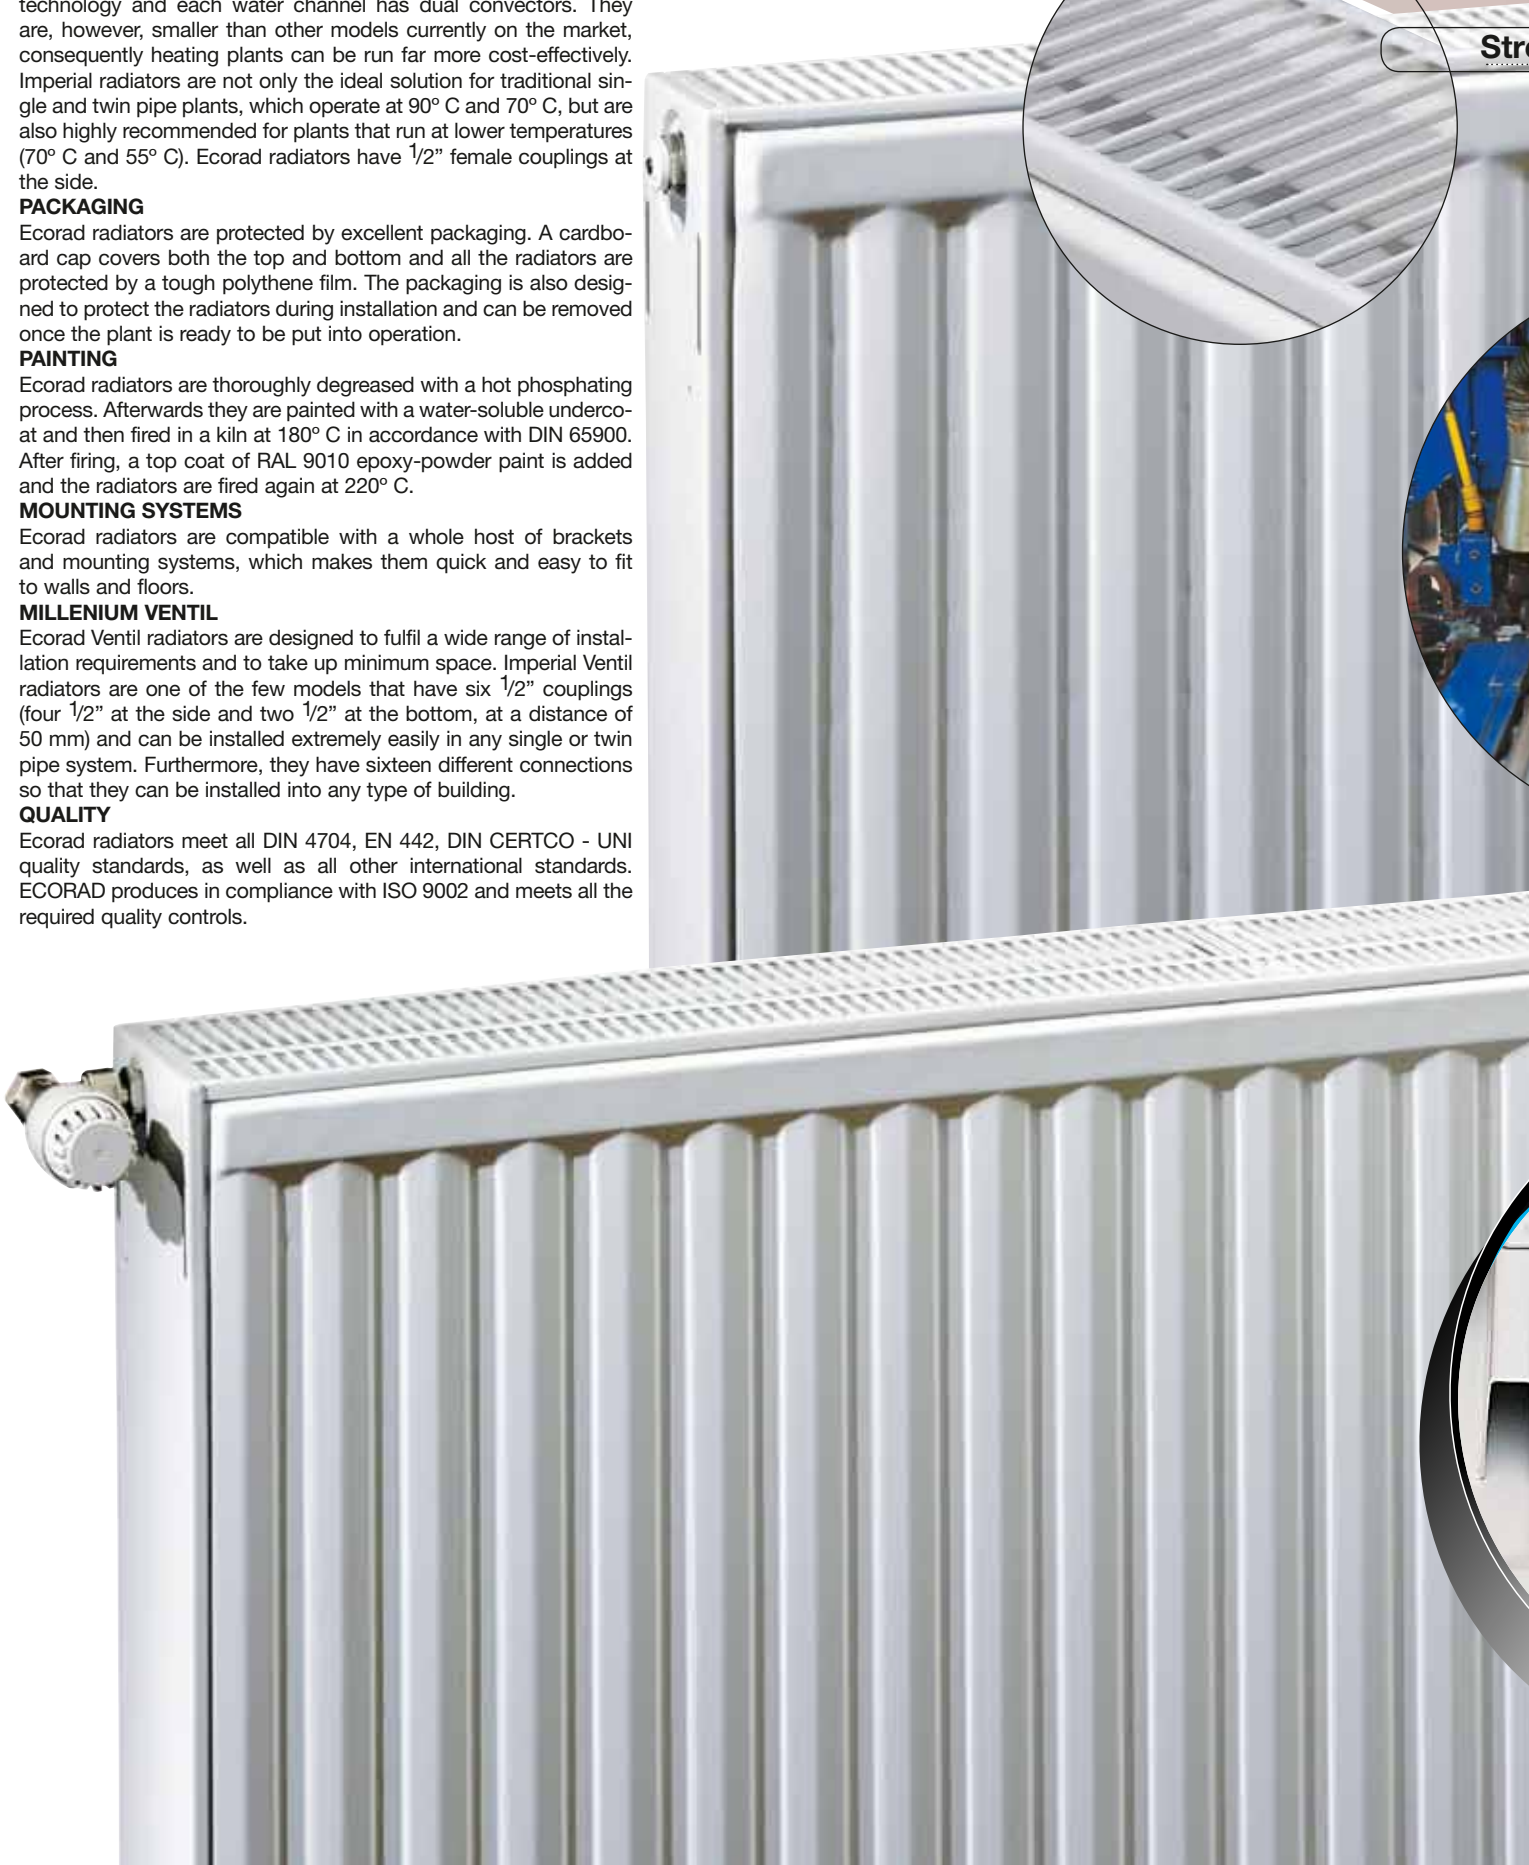 technology and each water channel has dual convectors. They
are, however, smaller than other models currently on the market,
consequently heating plants can be run far more cost-effectively.
Imperial radiators are not only the ideal solution for traditional sin-
gle and twin pipe plants, which operate at 90º C and 70º C, but are
also highly recommended for plants that run at lower temperatures
(70º C and 55º C). Ecorad radiators have 1/2” female couplings at
the side.
PACKAGING
Ecorad radiators are protected by excellent packaging. A cardbo-
ard cap covers both the top and bottom and all the radiators are
protected by a tough polythene film. The packaging is also desig-
ned to protect the radiators during installation and can be removed
once the plant is ready to be put into operation.
PAINTING
Ecorad radiators are thoroughly degreased with a hot phosphating
process. Afterwards they are painted with a water-soluble underco-
at and then fired in a kiln at 180º C in accordance with DIN 65900.
After firing, a top coat of RAL 9010 epoxy-powder paint is added
and the radiators are fired again at 220º C.
MOUNTING SYSTEMS
Ecorad radiators are compatible with a whole host of brackets
and mounting systems, which makes them quick and easy to fit
to walls and floors.
MILLENIUM VENTIL
Ecorad Ventil radiators are designed to fulfil a wide range of instal-
lation requirements and to take up minimum space. Imperial Ventil
radiators are one of the few models that have six 1/2” couplings
(four 1/2” at the side and two 1/2” at the bottom, at a distance of
50 mm) and can be installed extremely easily in any single or twin
pipe system. Furthermore, they have sixteen different connections
so that they can be installed into any type of building.
QUALITY
Ecorad radiators meet all DIN 4704, EN 442, DIN CERTCO - UNI
quality standards, as well as all other international standards.
ECORAD produces in compliance with ISO 9002 and meets all the
required quality controls.